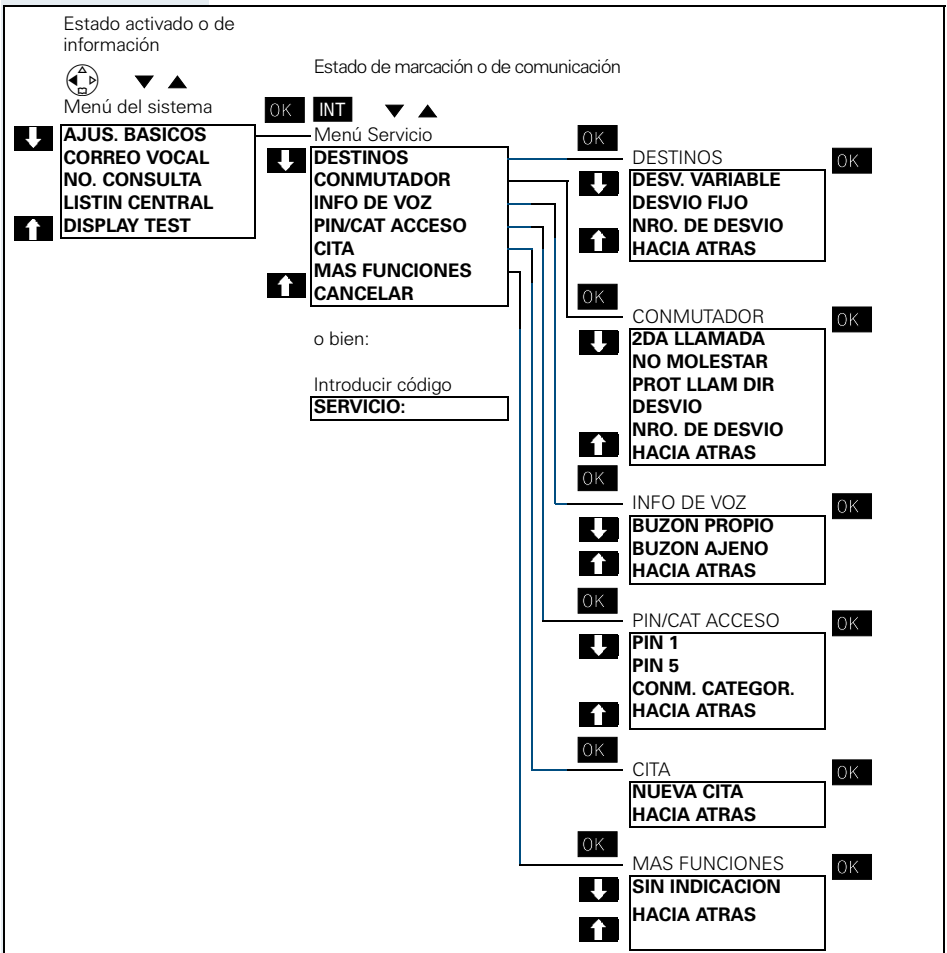 Estado activado o de
información
Estado de marcación o de comunicación
Menú del sistema
OK INT
AJUS. BASICOS
CORREO VOCAL
NO. CONSULTA
LISTIN CENTRAL
DISPLAY TEST
Menú Servicio
DESTINOS
CONMUTADOR
INFO DE VOZ
PIN/CAT ACCESO
CITA
MAS FUNCIONES
CANCELAR
o bien:
Introducir código
SERVICIO:
OK
DESTINOS
OK
DESV. VARIABLE
DESVIO FIJO
NRO. DE DESVIO
HACIA ATRAS
OK
CONMUTADOR
OK
2DA LLAMADA
NO MOLESTAR
PROT LLAM DIR
DESVIO
NRO. DE DESVIO
HACIA ATRAS
OK
INFO DE VOZ
OK
BUZON PROPIO
BUZON AJENO
HACIA ATRAS
OK
PIN/CAT ACCESO
OK
PIN 1
PIN 5
CONM. CATEGOR.
HACIA ATRAS
OK
CITA
OK
NUEVA CITA
HACIA ATRAS
OK
MAS FUNCIONES
OK
SIN INDICACION
HACIA ATRAS